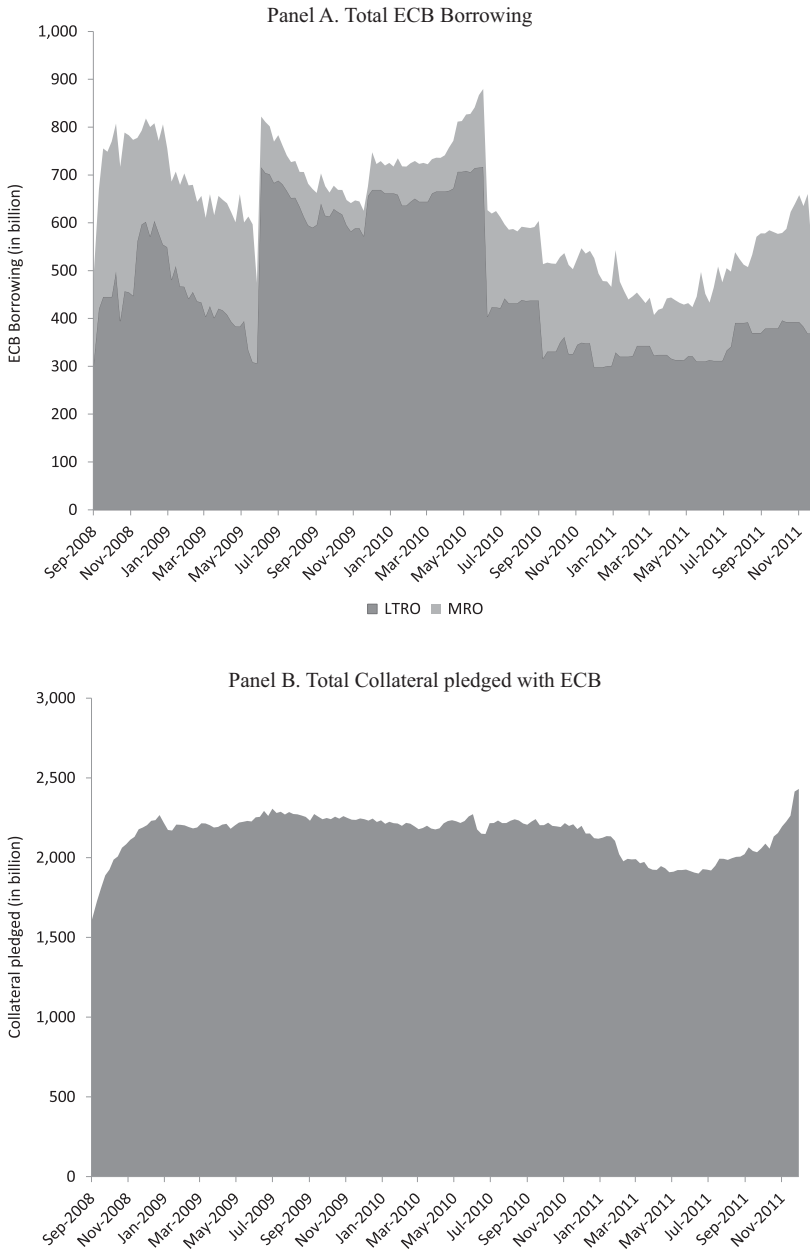 Panel A. Total ECB Borrowing
1,000
900
800
700
600
500
400
300
200
100
0
ECB Borrowing (in billion)
Sep-2008
Nov-2008
Jan-2009
Mar-2009
May-2009
Jul-2009
Sep-2009
Nov-2009
Jan-2010
Mar-2010
May-2010
Jul-2010
Sep-2010
Nov-2010
Jan-2011
Mar-2011
May-2011
Jul-2011
Sep-2011
Nov-2011
LTRO MRO
Panel B. Total Collateral pledged with ECB
3,000
2,500
2,000
1,500
1,000
500
0
Collateral pledged (in billion)
Sep-2008
Nov-2008
Jan-2009
Mar-2009
May-2009
Jul-2009
Sep-2009
Nov-2009
Jan-2010
Mar-2010
May-2010
Jul-2010
Sep-2010
Nov-2010
Jan-2011
Mar-2011
May-2011
Jul-2011
Sep-2011
Nov-2011